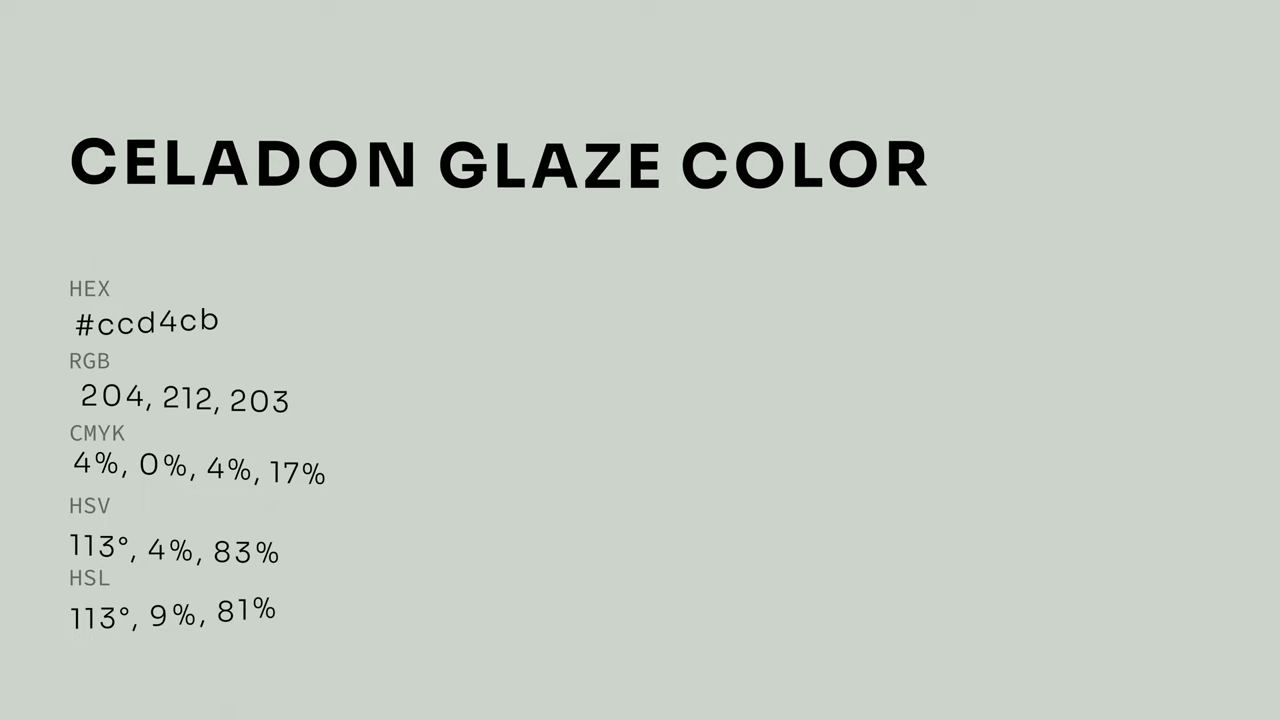 CELADON GLAZE COLOR
HEX
#ccd4cb
RGB
204, 212, 203
CMYK
4%, 0%, 4%, 17%
HSV
113°, 4%, 83%
HSL
113°, 9%, 81%